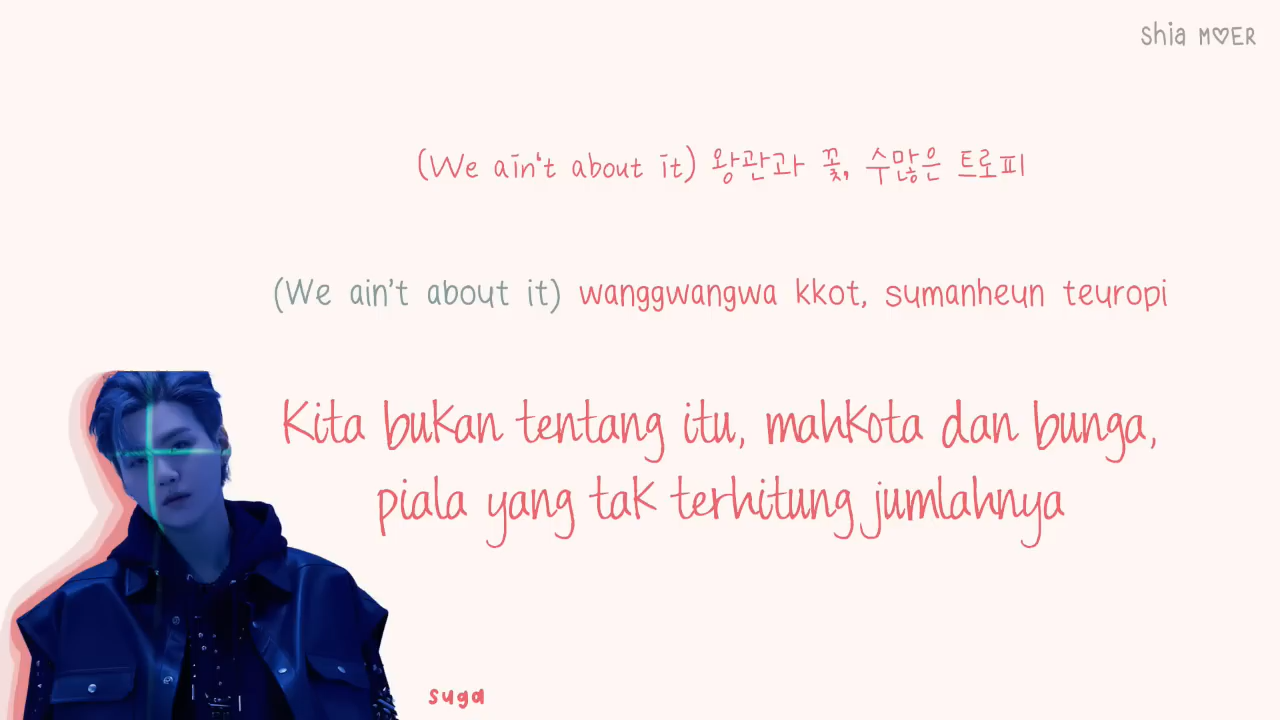 Shia M♡ER
(We ain't about it) 왕관과 꽃, 수많은 트로피
(We ain't about it) wanggwangwa kkot, sumanheun teuropi
Kita bukan tentang itu, mahkota dan bunga,
piala yang tak terhitung jumlahnya
suga